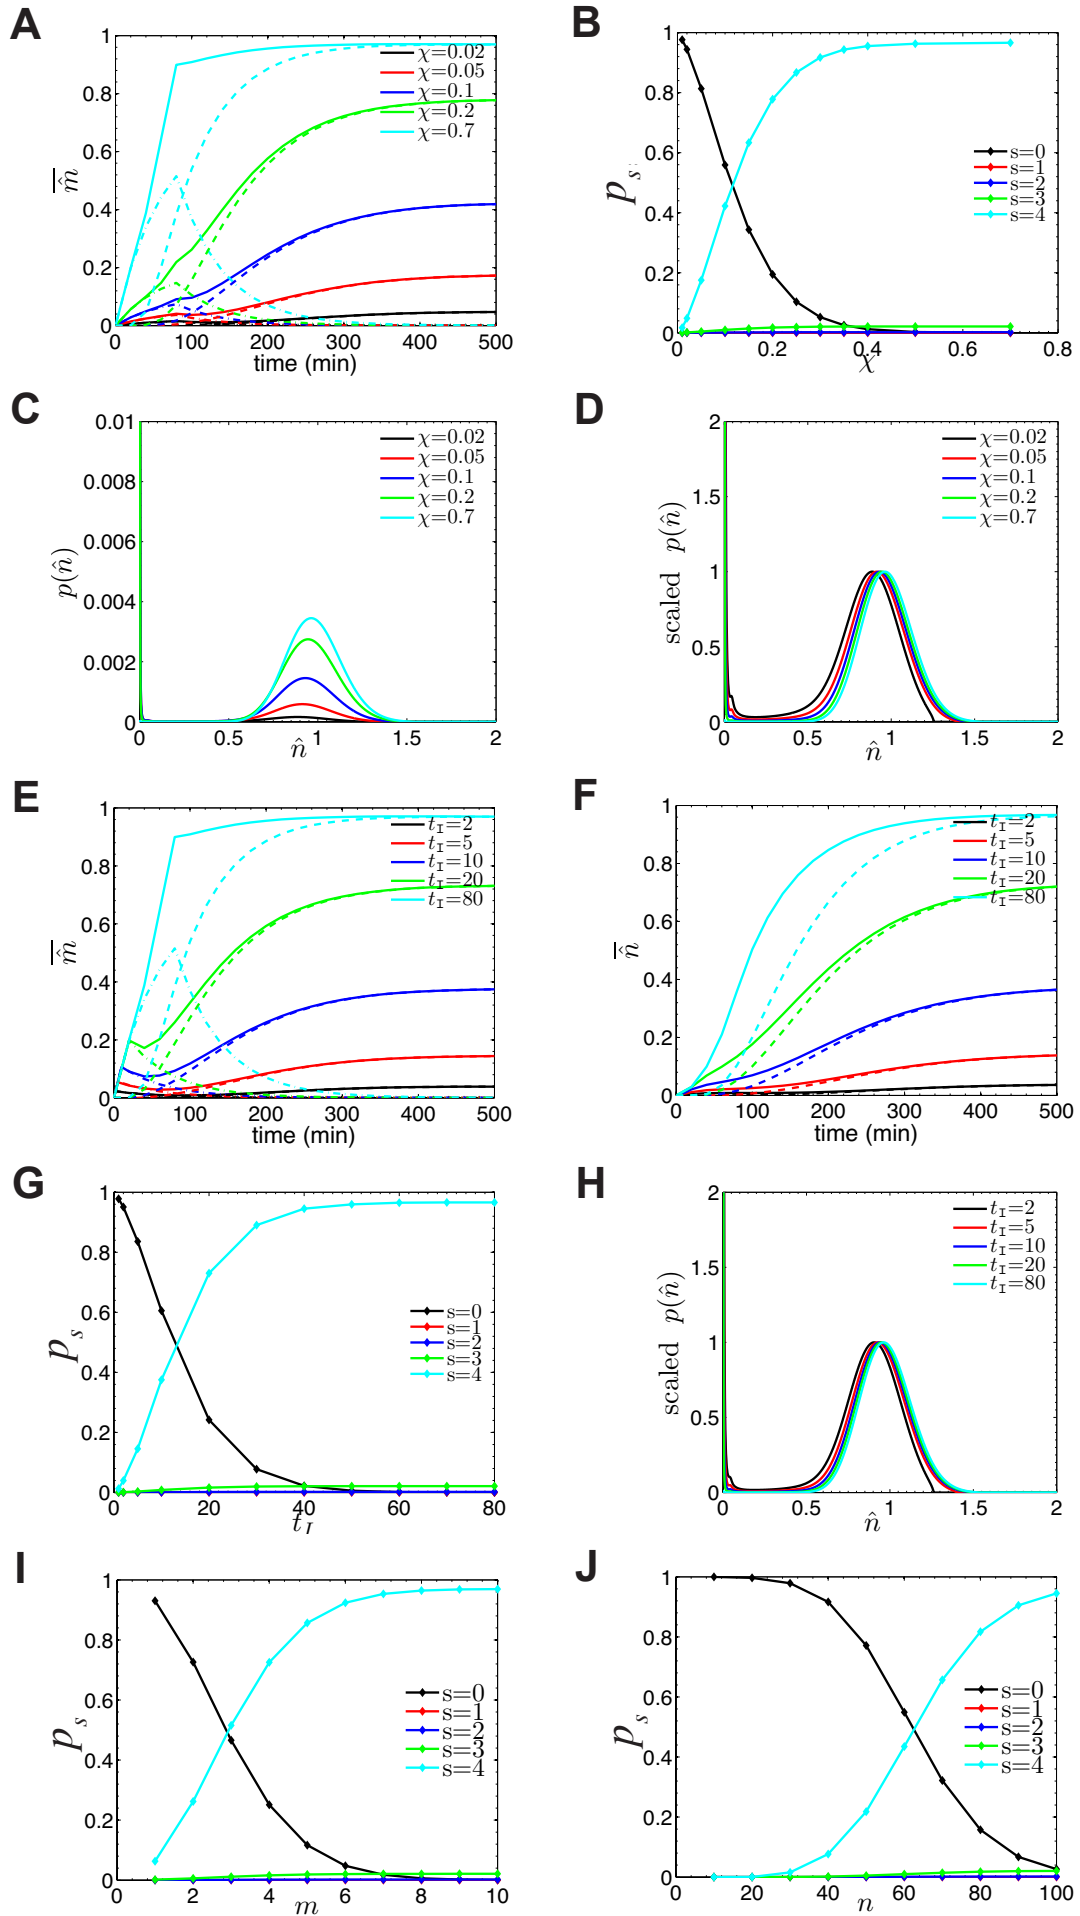 A
1
0.8
0.6
0.4
0.2
0
0 100 200 300 400 500
time (min)
m̂
χ=0.02
χ=0.05
χ=0.1
χ=0.2
χ=0.7
B
1
0.8
0.6
0.4
0.2
0
0 0.2 0.4 0.6 0.8
χ
p_s
s=0
s=1
s=2
s=3
s=4
C
0.01
0.008
0.006
0.004
0.002
0
0 0.5 1 1.5 2
n̂
p(n̂)
χ=0.02
χ=0.05
χ=0.1
χ=0.2
χ=0.7
D
2
1.5
1
0.5
0
0 0.5 1 1.5 2
n̂
scaled p(n̂)
χ=0.02
χ=0.05
χ=0.1
χ=0.2
χ=0.7
E
1
0.8
0.6
0.4
0.2
0
0 100 200 300 400 500
time (min)
m̂
t_I=2
t_I=5
t_I=10
t_I=20
t_I=80
F
1
0.8
0.6
0.4
0.2
0
0 100 200 300 400 500
time (min)
n̂
t_I=2
t_I=5
t_I=10
t_I=20
t_I=80
G
1
0.8
0.6
0.4
0.2
0
0 20 40 60 80
t_I
p_s
s=0
s=1
s=2
s=3
s=4
H
2
1.5
1
0.5
0
0 0.5 1 1.5 2
n̂
scaled p(n̂)
t_I=2
t_I=5
t_I=10
t_I=20
t_I=80
I
1
0.8
0.6
0.4
0.2
0
0 2 4 6 8 10
m
p_s
s=0
s=1
s=2
s=3
s=4
J
1
0.8
0.6
0.4
0.2
0
0 20 40 60 80 100
n
p_s
s=0
s=1
s=2
s=3
s=4